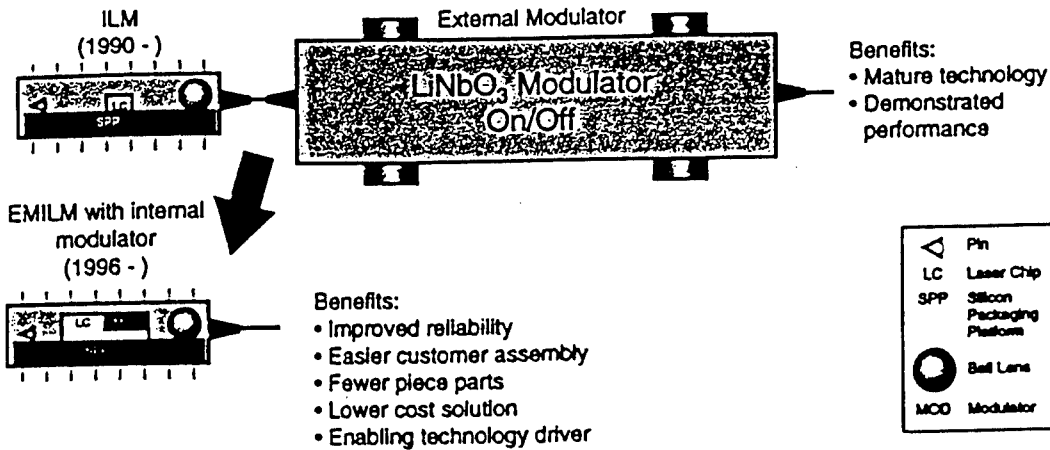 ILM
(1990 - )
LC
SPP
External Modulator
LiNbO₃ Modulator
On/Off
Benefits:
• Mature technology
• Demonstrated
performance
EMILM with internal
modulator
(1996 - )
LC
Benefits:
• Improved reliability
• Easier customer assembly
• Fewer piece parts
• Lower cost solution
• Enabling technology driver
Pin
LC Laser Chip
SPP Silicon
Packaging
Platform
Ball Lens
MOD Modulator